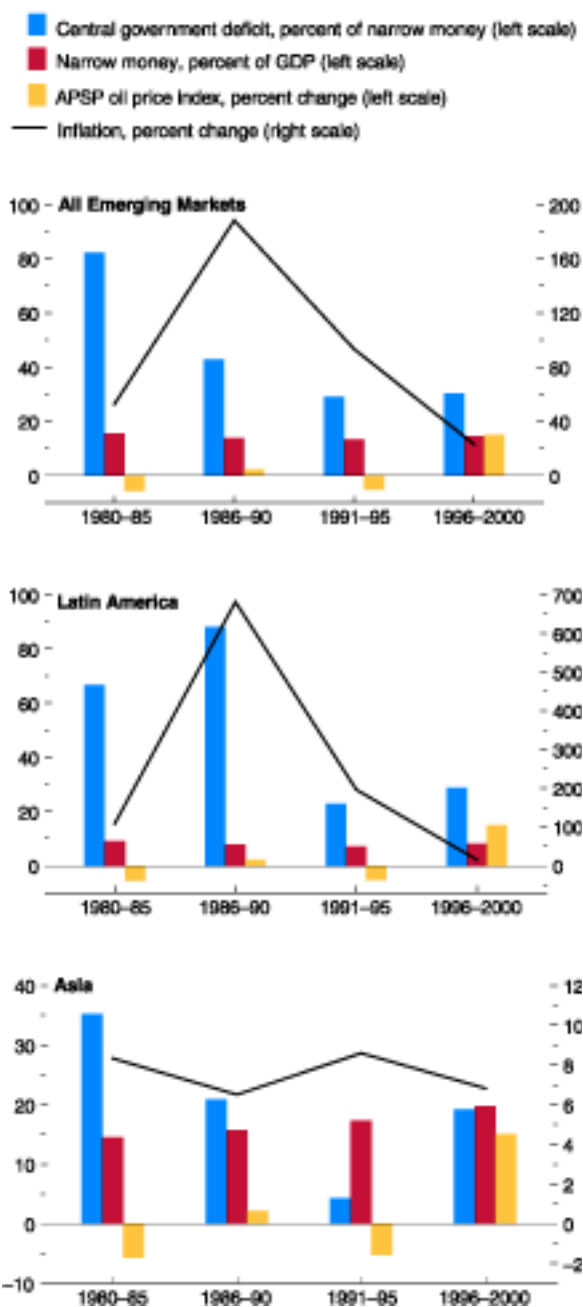 Central government deficit, percent of narrow money (left scale)
Narrow money, percent of GDP (left scale)
APSP oil price index, percent change (left scale)
Inflation, percent change (right scale)
All Emerging Markets
100 200
80 160
60 120
40 80
20 40
0 0
1980–85 1986–90 1991–95 1996–2000
Latin America
100 700
600
80
500
60
400
40 300
200
20
100
0 0
1980–85 1986–90 1991–95 1996–2000
Asia
40 12
10
30
8
20 6
4
10
2
0 0
–2
–10
1980–85 1986–90 1991–95 1996–2000